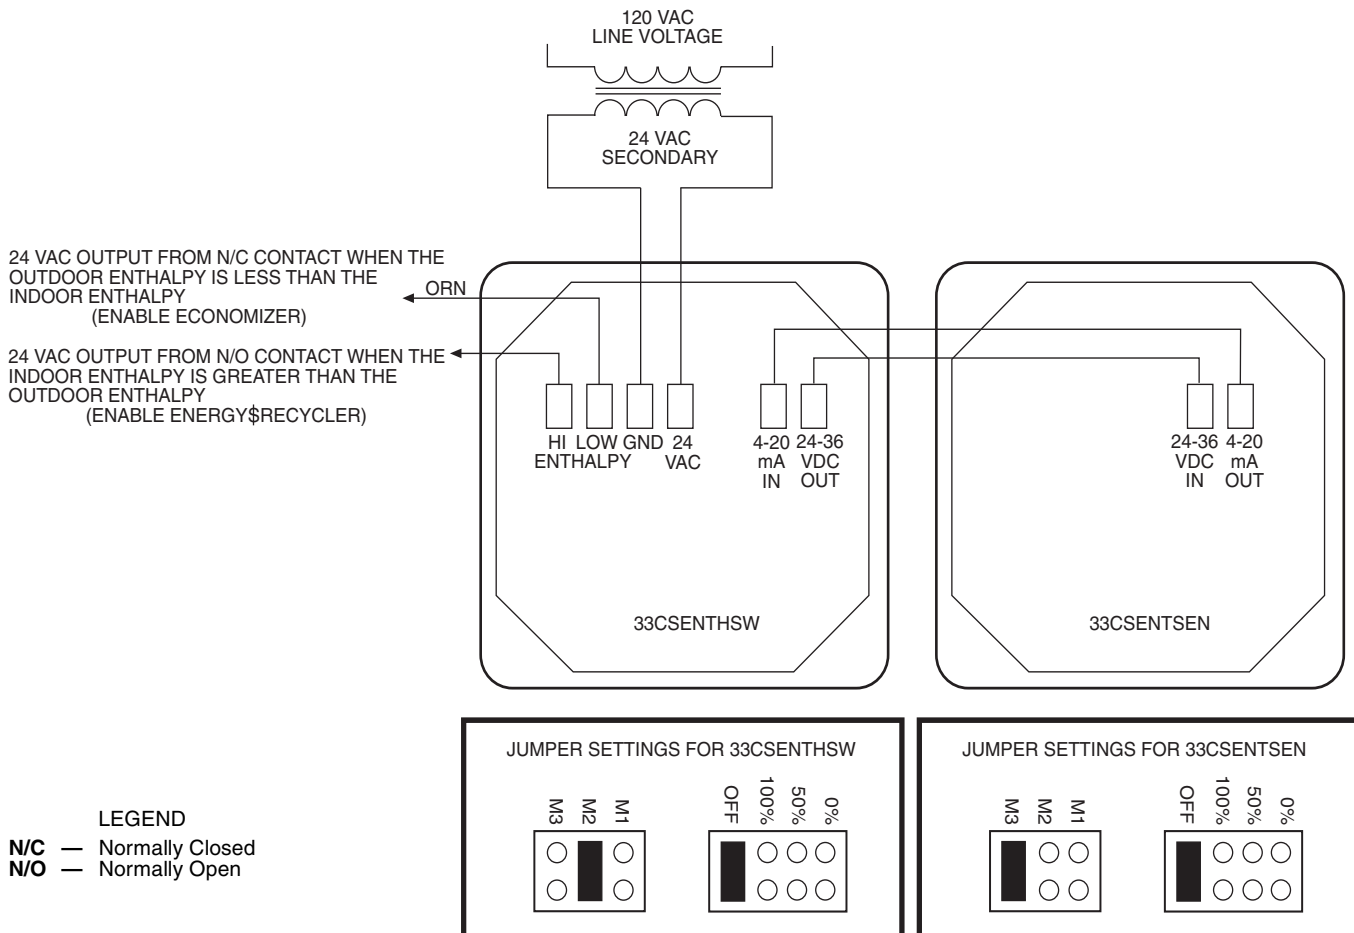 120 VAC
LINE VOLTAGE
24 VAC
SECONDARY
24 VAC OUTPUT FROM N/C CONTACT WHEN THE
OUTDOOR ENTHALPY IS LESS THAN THE
INDOOR ENTHALPY
(ENABLE ECONOMIZER)
ORN
24 VAC OUTPUT FROM N/O CONTACT WHEN THE
INDOOR ENTHALPY IS GREATER THAN THE
OUTDOOR ENTHALPY
(ENABLE ENERGY$RECYCLER)
HI LOW GND 24
ENTHALPY VAC
4-20 24-36
mA VDC
IN OUT
24-36 4-20
VDC mA
IN OUT
33CSENTHSW
33CSENTSEN
JUMPER SETTINGS FOR 33CSENTHSW
M3 M2 M1 OFF 100% 50% 0%
JUMPER SETTINGS FOR 33CSENTSEN
M3 M2 M1 OFF 100% 50% 0%
LEGEND
N/C — Normally Closed
N/O — Normally Open